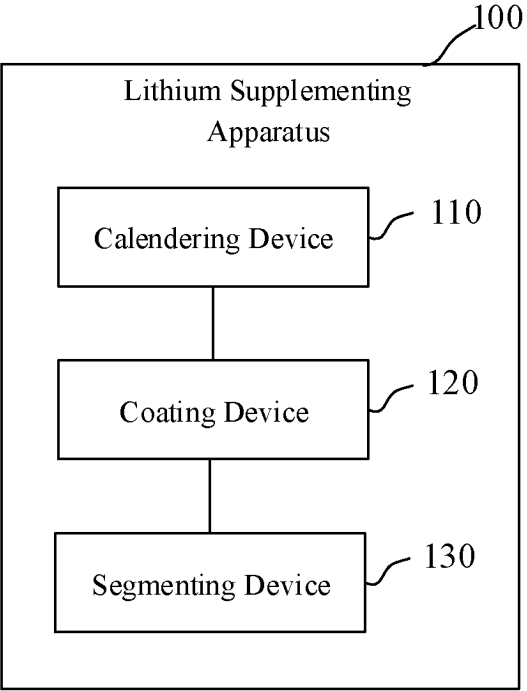 100
Lithium Supplementing
Apparatus
110
Calendering Device
120
Coating Device
130
Segmenting Device